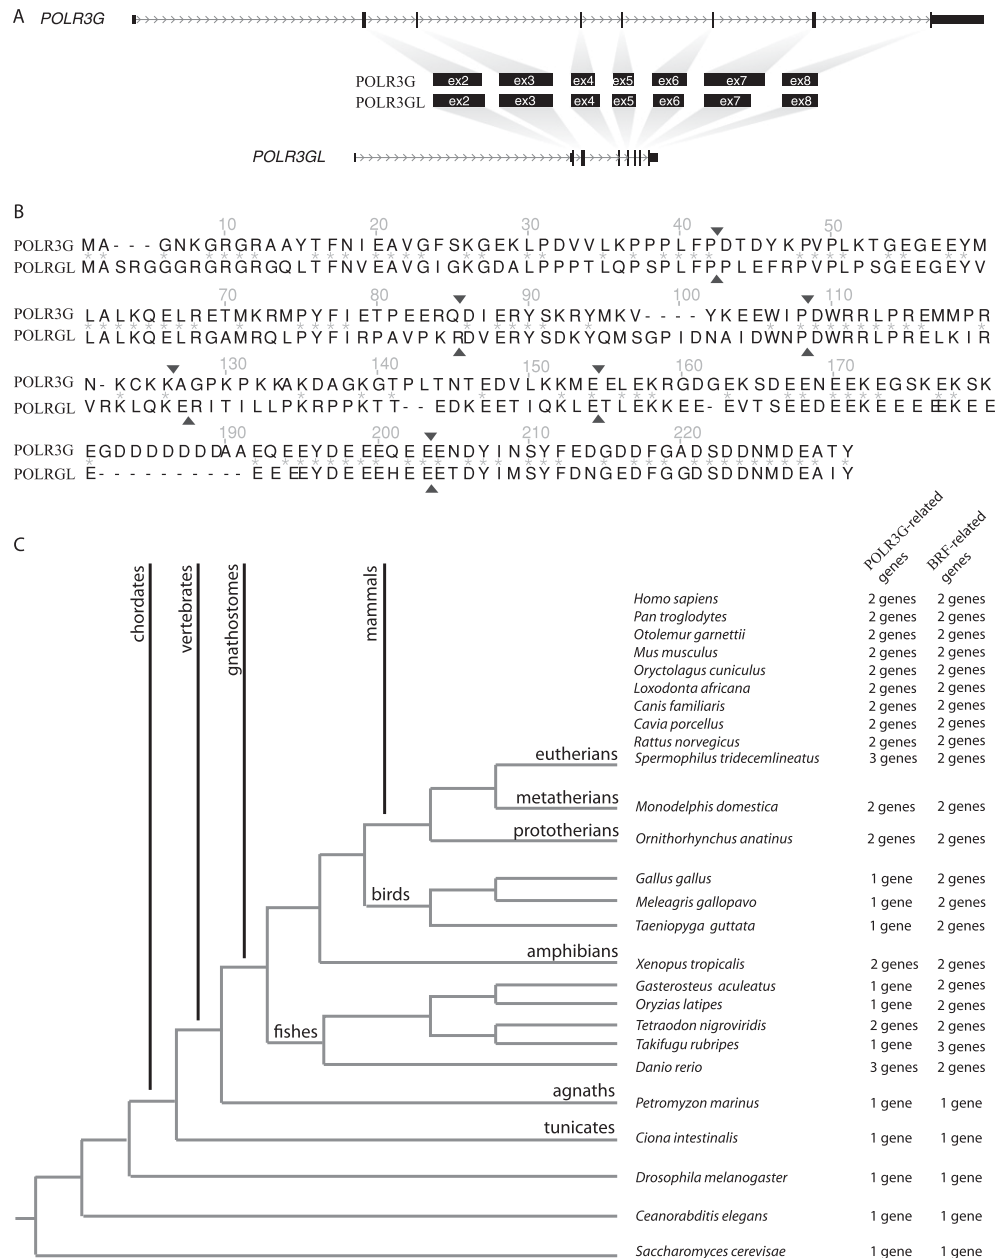 A POLR3G
POLR3G ex2 ex3 ex4 ex5 ex6 ex7 ex8
POLR3GL ex2 ex3 ex4 ex5 ex6 ex7 ex8
POLR3GL
B
10 20 30 40 50
POLR3G MA---GNKGRGRAAYTFNIEAVGFSKGEKLPDVVLKPPPLFPDTDYKPVPLKTGEGEEYM
POLRGL MASRGGGRGRGRGQLTFNVEAVGIGKGDALPPPTLQPSPLFPPLEFRPVPLPSGEEGEYV
70 80 90 100 110
POLR3G LALKQELRETMKRMPYFIETPEERQDIERYSKRYMKV----YKEEWIPDWRRLPREMMPR
POLRGL LALKQELRGAMRQLPYFIRPAVPKRDVERYSDKYQMSGPIDNAIDWNPDWRRLPRELKIR
130 140 150 160 170
POLR3G N-KCKKAGPKPKKAKDAGKGTPLTNTEDVLKKMEELEKRGDGEKSDEENEEKEGSKEKSK
POLRGL VRKLQKERITILLPKRPPKTT--EDKEETIQKLETLEKKEE-EVTSEEDEEKEEEEEEKEE
190 200 210 220
POLR3G EGDDDDDDDAAEQEEYDEEEQEEENDYINSYFEDGDDFGADSDDNMDEATY
POLRGL E-----------EEEEYDEEEHEEETDYIMSYFDNGEDFGGDSDDNMDEAIY
C
chordates
vertebrates
gnathostomes
mammals
POLR3G-related genes
BRF-related genes
Homo sapiens 2 genes 2 genes
Pan troglodytes 2 genes 2 genes
Otolemur garnettii 2 genes 2 genes
Mus musculus 2 genes 2 genes
Oryctolagus cuniculus 2 genes 2 genes
Loxodonta africana 2 genes 2 genes
Canis familiaris 2 genes 2 genes
Cavia porcellus 2 genes 2 genes
Rattus norvegicus 2 genes 2 genes
eutherians Spermophilus tridecemlineatus 3 genes 2 genes
metatherians Monodelphis domestica 2 genes 2 genes
prototherians Ornithorhynchus anatinus 2 genes 2 genes
Gallus gallus 1 gene 2 genes
birds Meleagris gallopavo 1 gene 2 genes
Taeniopyga guttata 1 gene 2 genes
amphibians Xenopus tropicalis 2 genes 2 genes
Gasterosteus aculeatus 1 gene 2 genes
Oryzias latipes 1 gene 2 genes
fishes Tetraodon nigroviridis 2 genes 2 genes
Takifugu rubripes 1 gene 3 genes
Danio rerio 3 genes 2 genes
agnaths Petromyzon marinus 1 gene 1 gene
tunicates Ciona intestinalis 1 gene 1 gene
Drosophila melanogaster 1 gene 1 gene
Ceanorabditis elegans 1 gene 1 gene
Saccharomyces cerevisae 1 gene 1 gene